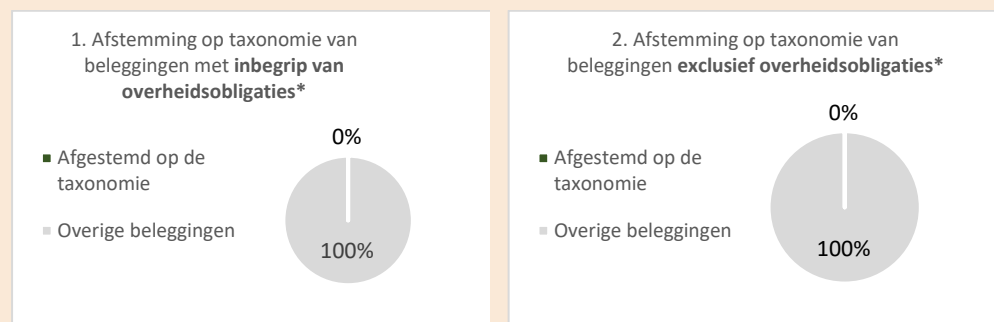 1. Afstemming op taxonomie van
beleggingen met inbegrip van
overheidsobligaties*
0%
Afgestemd op de
taxonomie
Overige beleggingen
100%
2. Afstemming op taxonomie van
beleggingen exclusief overheidsobligaties*
0%
Afgestemd op de
taxonomie
Overige beleggingen
100%